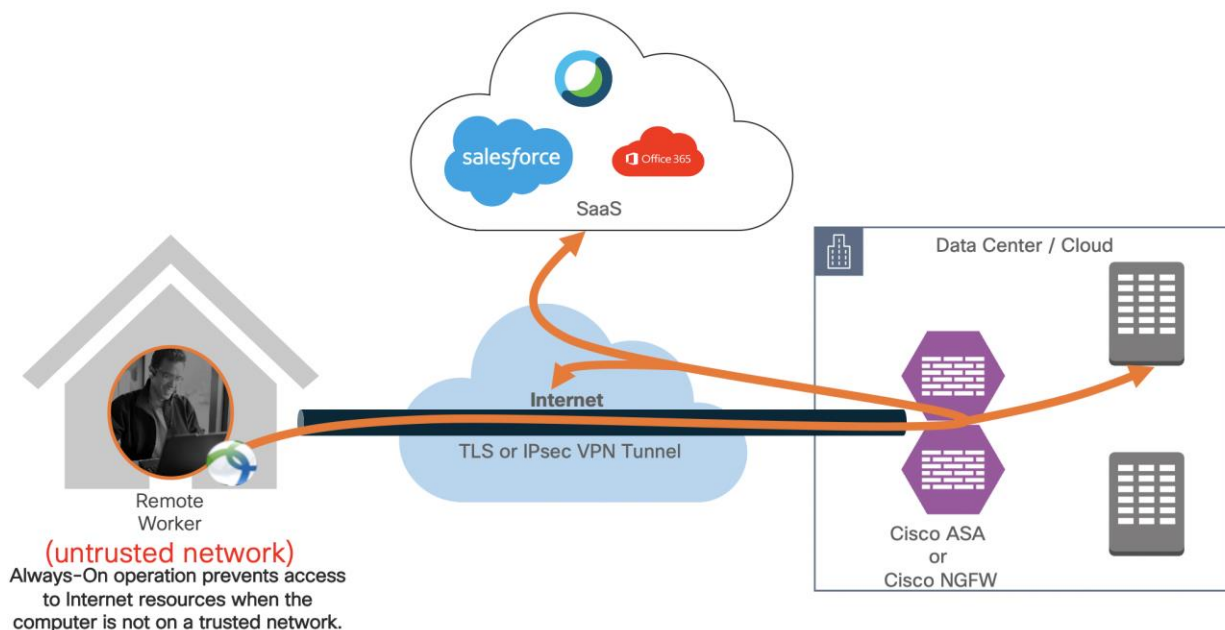 salesforce
Office 365
SaaS
Data Center / Cloud
Internet
TLS or IPsec VPN Tunnel
Remote
Worker
(untrusted network)
Always-On operation prevents access
to Internet resources when the
computer is not on a trusted network.
Cisco ASA
or
Cisco NGFW